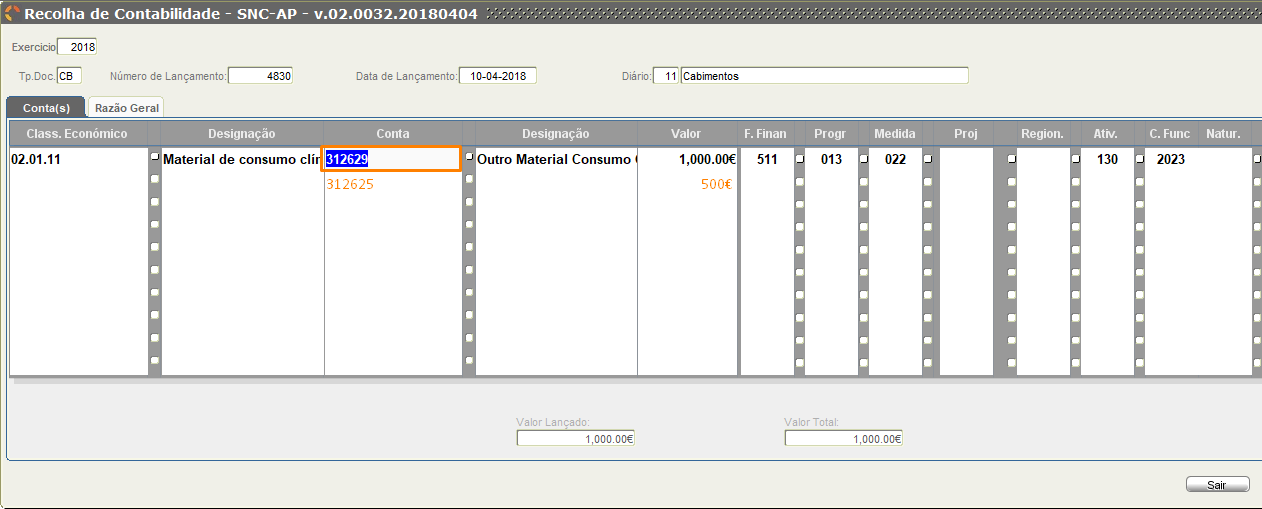 Recolha de Contabilidade - SNC-AP - v.02.0032.20180404
Exercicio 2018
Tp.Doc. CB Número de Lançamento: 4830 Data de Lançamento: 10-04-2018 Diário: 11 Cabimentos
Conta(s) Razão Geral
Class. Económico Designação Conta Designação Valor F. Finan Progr Medida Proj Region. Ativ. C. Func Natur.
02.01.11 Material de consumo clín 312629 Outro Material Consumo 1,000.00€ 511 013 022 130 2023
312625 500€
Valor Lançado: Valor Total:
1,000.00€ 1,000.00€
Sair